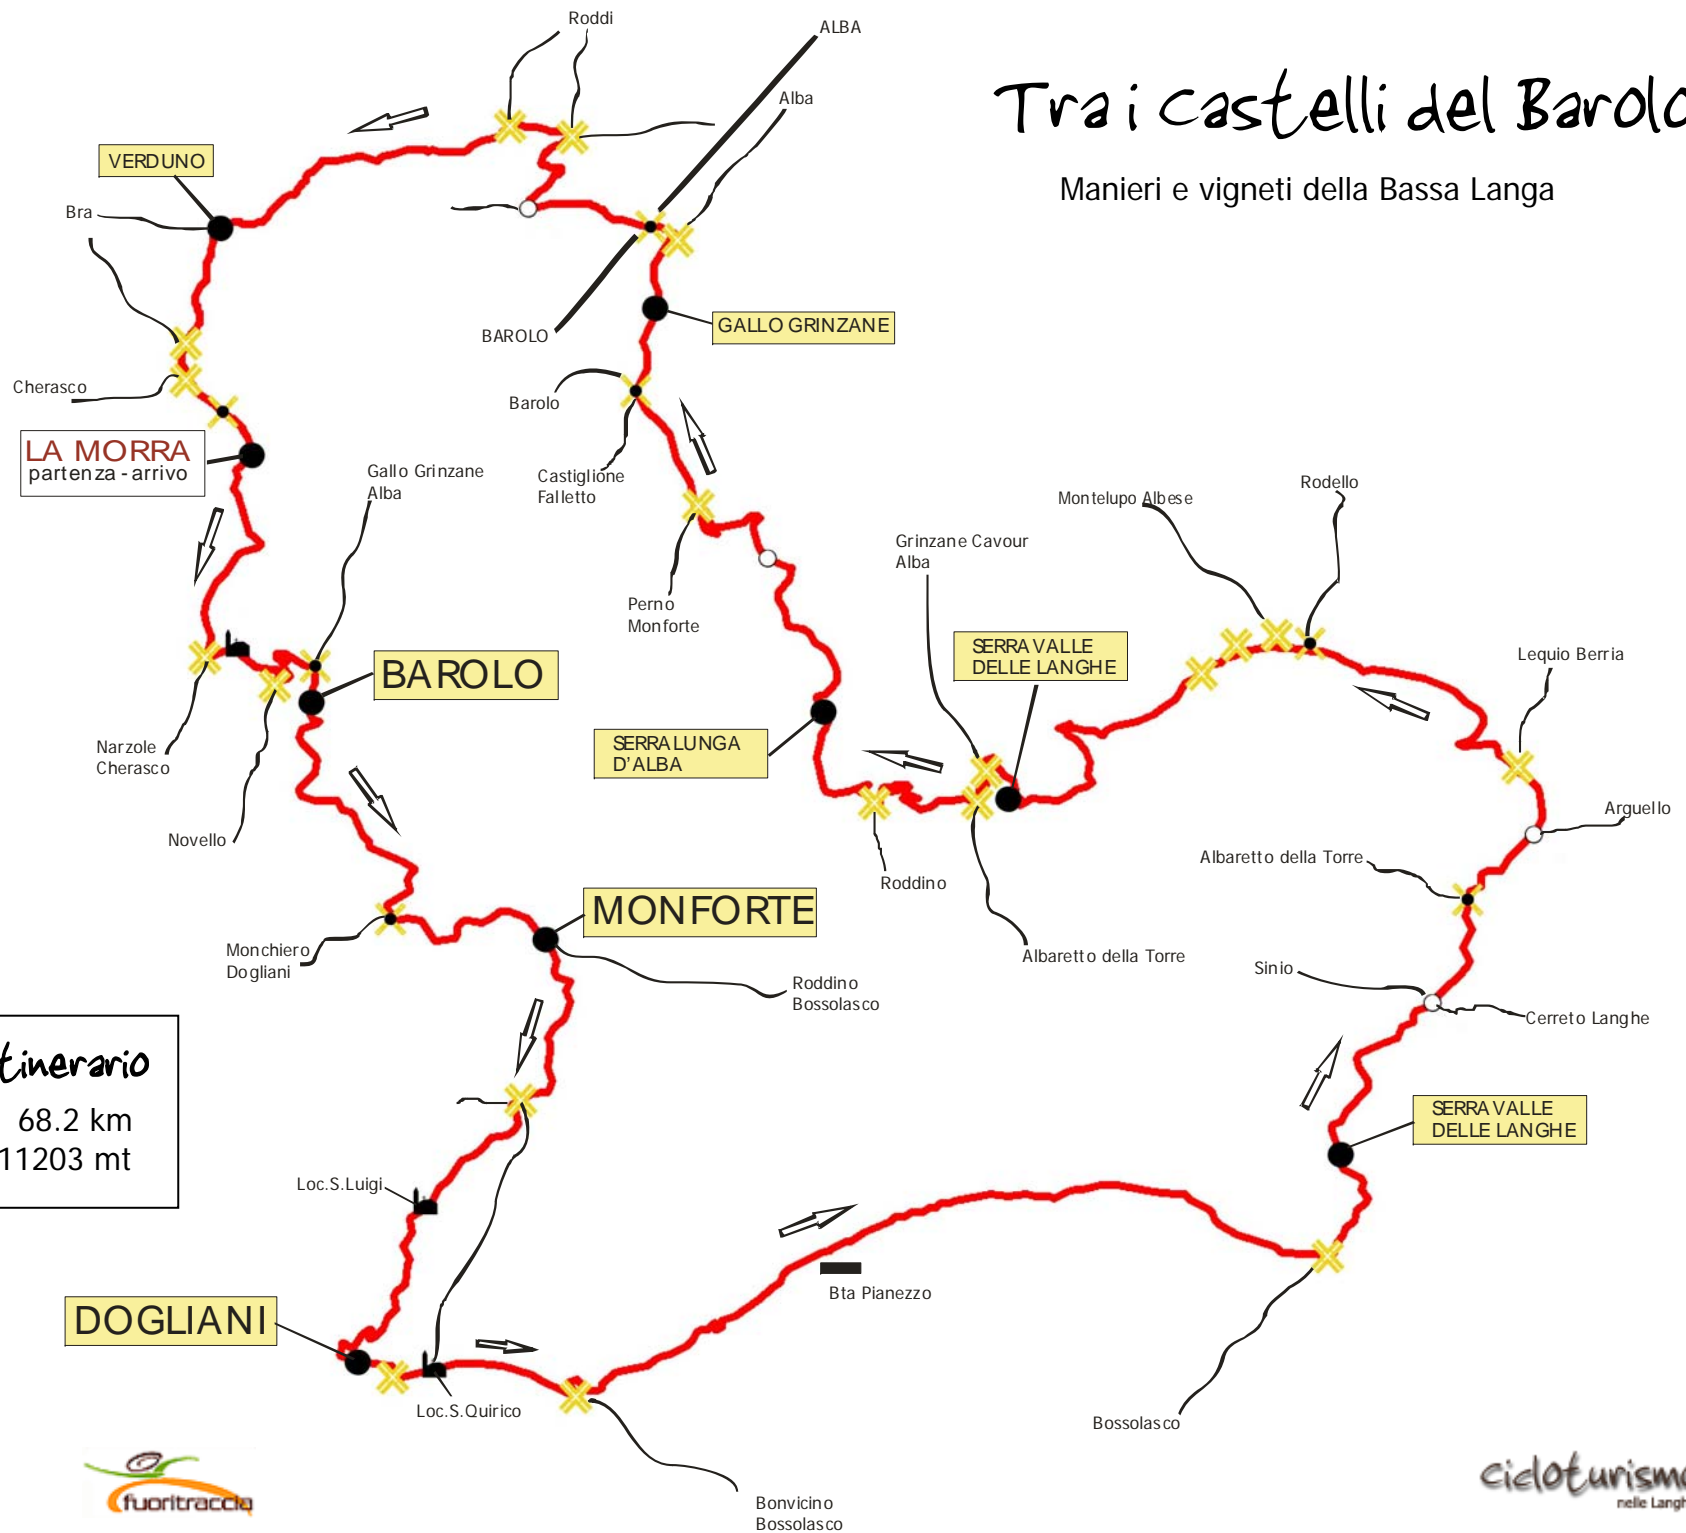 Roddi
ALBA
Tra i Castelli del Barolo
Alba
VERDUNO
Manieri e vigneti della Bassa Langa
Bra
GALLO GRINZANE
BAROLO
Cherasco
Barolo
LA MORRA
partenza - arrivo
Gallo Grinzane
Alba
Castiglione
Falletto
Montelupo Albese
Rodello
Grinzane Cavour
Alba
Perno
Monforte
SERRAVALLE
DELLE LANGHE
Lequio Berria
BAROLO
Narzole
Cherasco
SERRALUNGA
D'ALBA
Arguello
Novello
Albaretto della Torre
Roddino
MONFORTE
Monchiero
Dogliani
Albaretto della Torre
Sinio
Roddino
Bossolasco
Cerreto Langhe
tinerario
68.2 km
11203 mt
SERRAVALLE
DELLE LANGHE
Loc.S.Luigi
Bta Pianezzo
DOGLIANI
Loc.S.Quirico
Bossolasco
fuoritraccia
cicloturismo
nelle Langh
Bonvicino
Bossolasco